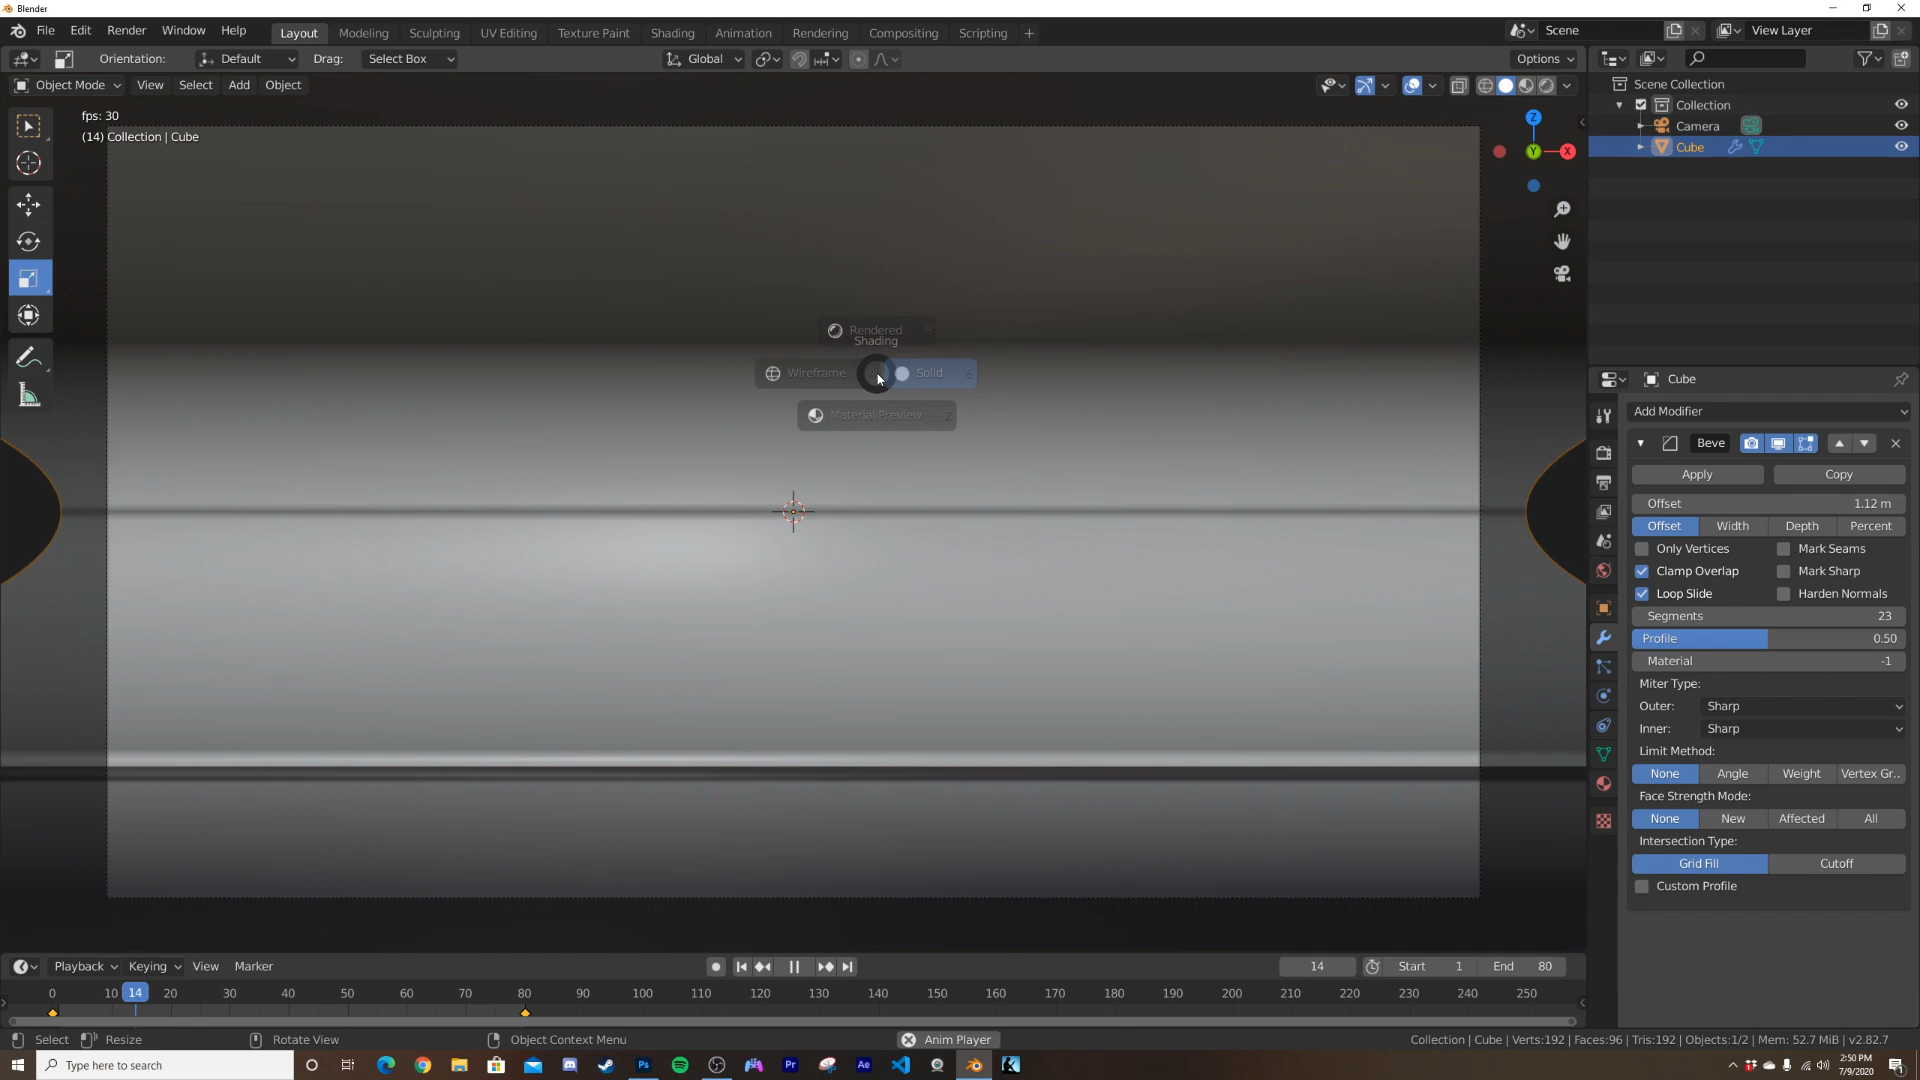 Blender
File Edit Render Window Help Layout Modeling Sculpting UV Editing Texture Paint Shading Animation Rendering Compositing Scripting + Scene View Layer
Orientation: Default Drag: Select Box Global Options
Object Mode View Select Add Object
Scene Collection
Collection
Camera
Cube
fps: 30
(14) Collection | Cube
Z
Y X
Rendered 8
Shading
Wireframe Solid 6
Material Preview 2
Cube
Add Modifier
Beve
Apply Copy
Offset 1.12 m
Offset Width Depth Percent
Only Vertices Mark Seams
Clamp Overlap Mark Sharp
Loop Slide Harden Normals
Segments 23
Profile 0.50
Material -1
Miter Type:
Outer: Sharp
Inner: Sharp
Limit Method:
None Angle Weight Vertex Gr..
Face Strength Mode:
None New Affected All
Intersection Type:
Grid Fill Cutoff
Custom Profile
Playback Keying View Marker 14 Start 1 End 80
0 10 14 20 30 40 50 60 70 80 90 100 110 120 130 140 150 160 170 180 190 200 210 220 230 240 250
Select Resize Rotate View Object Context Menu Anim Player Collection | Cube | Verts:192 | Faces:96 | Tris:192 | Objects:1/2 | Mem: 52.7 MiB | v2.82.7
Type here to search
Ps Pr Ae
2:50 PM
7/9/2020
1